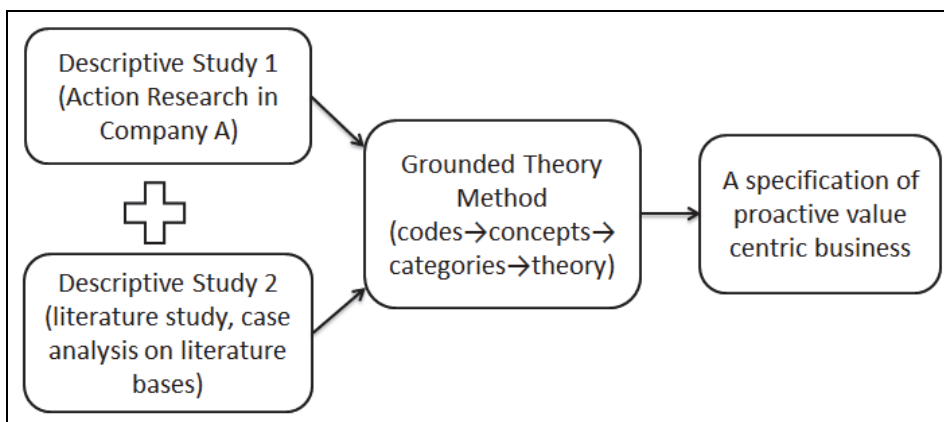 Descriptive Study 1
(Action Research in
Company A)
Descriptive Study 2
(literature study, case
analysis on literature
bases)
Grounded Theory
Method
(codes→concepts→
categories→theory)
A specification of
proactive value
centric business